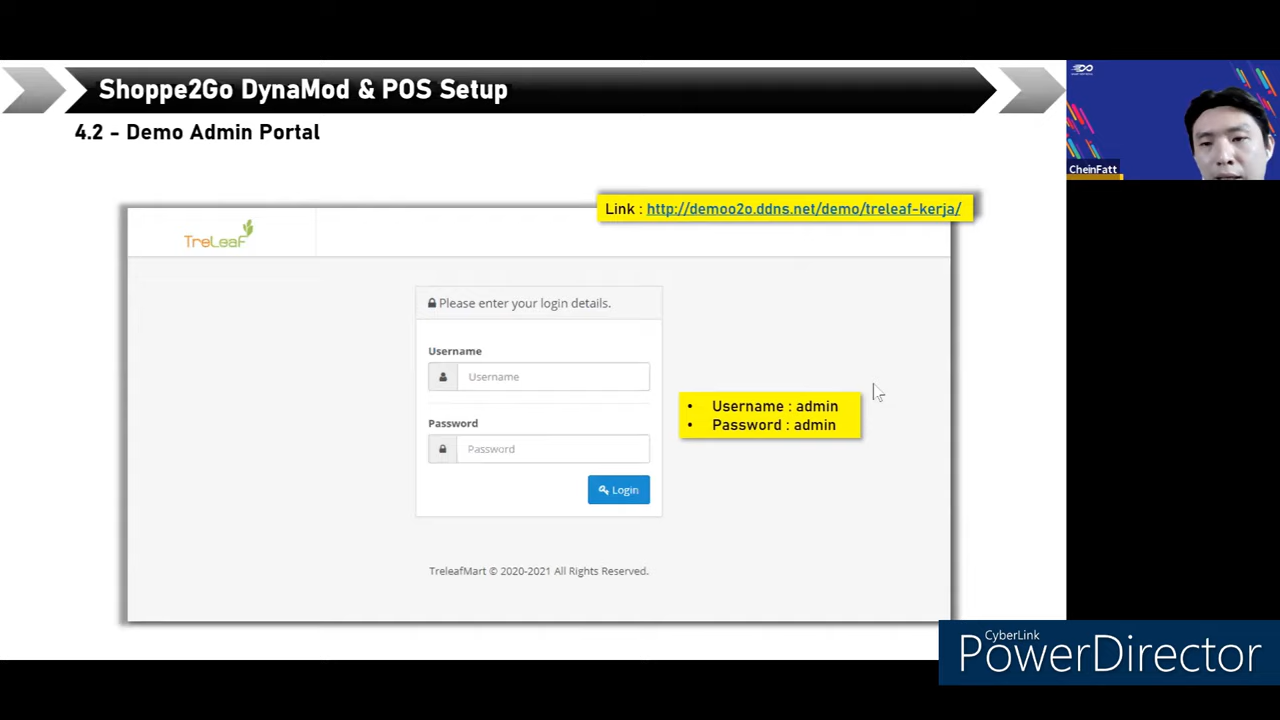 Shoppe2Go DynaMod & POS Setup
4.2 - Demo Admin Portal
CheinFatt
Link : http://demoo2o.ddns.net/demo/treleaf-kerja/
TreLeaf
Please enter your login details.
Username
Username
• Username : admin
• Password : admin
Password
Password
Login
TreleafMart © 2020-2021 All Rights Reserved.
CyberLink
PowerDirector